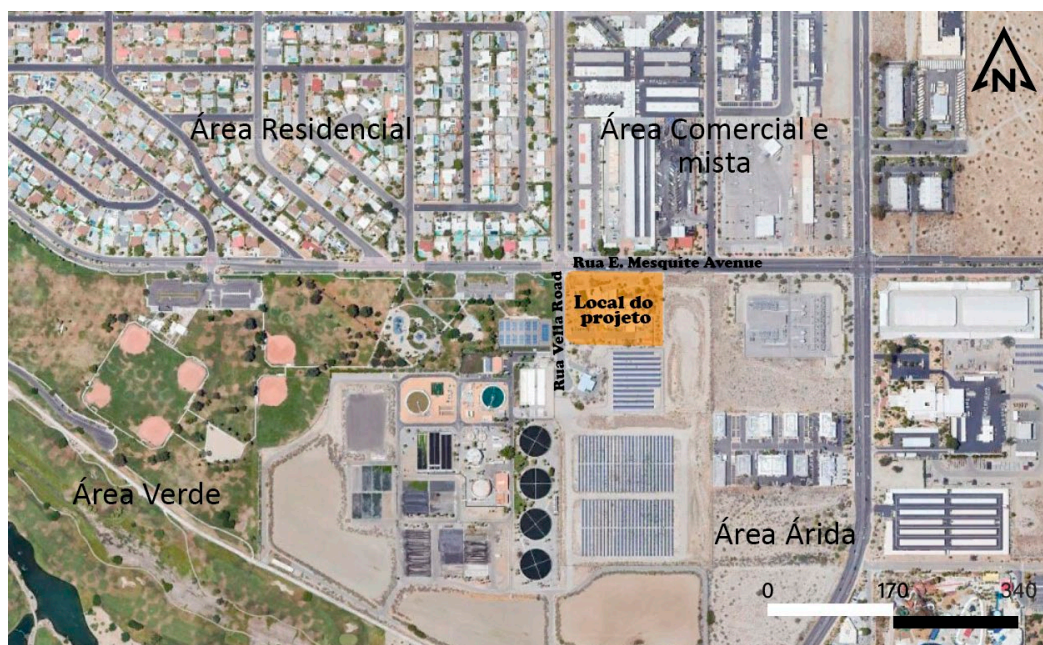 N
Área Residencial
Área Comercial e
mista
Rua E. Mesquite Avenue
Rua Vella Road
Local do
projeto
Área Verde
Área Árida
0 170 340